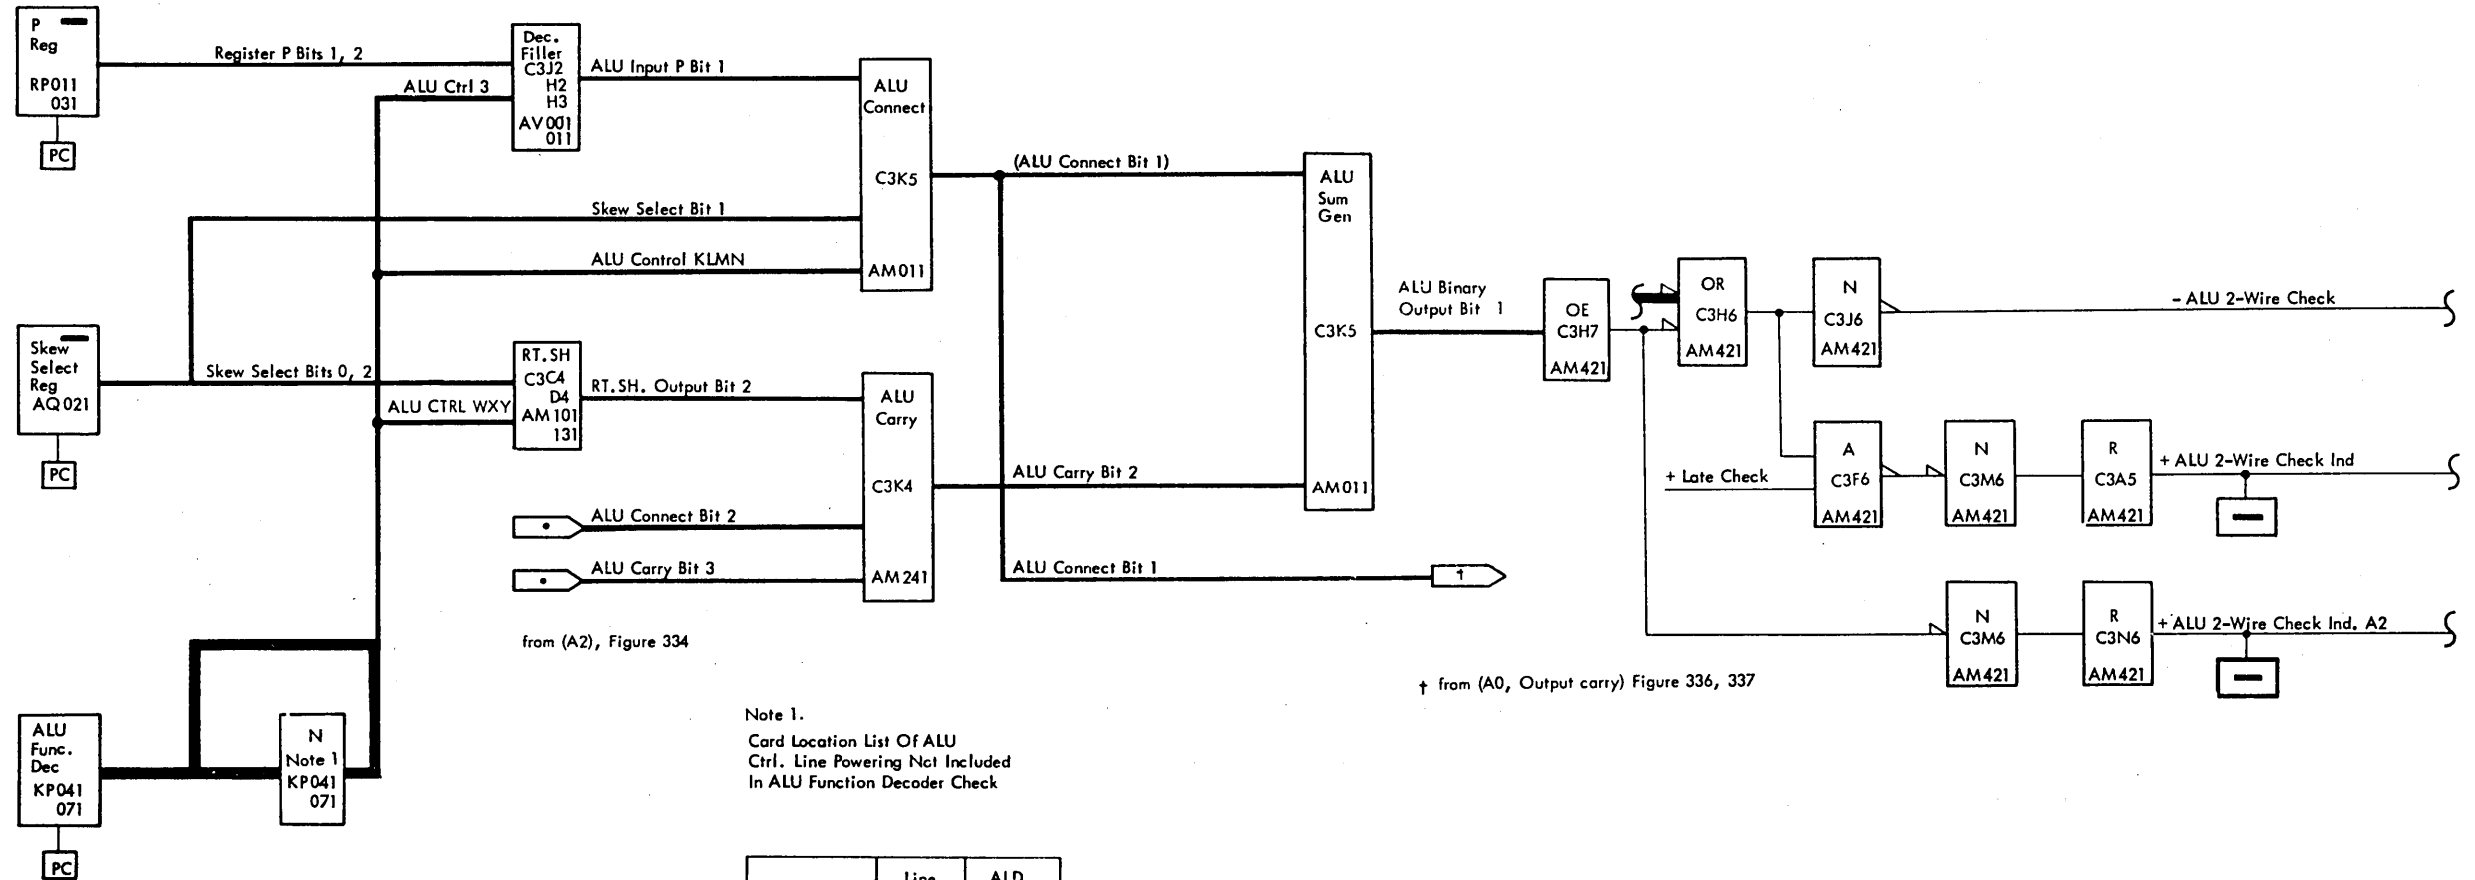 P
Reg
RP011
031
PC
Register P Bits 1, 2
ALU Ctrl 3
Dec.
Filler
C3J2
H2
H3
AV001
011
ALU Input P Bit 1
ALU
Connect
C3K5
AM011
Skew Select Bit 1
ALU Control KLMN
(ALU Connect Bit 1)
ALU
Sum
Gen
C3K5
AM011
Skew
Select
Reg
AQ021
PC
Skew Select Bits 0, 2
ALU CTRL WXY
RT.SH
C3C4
D4
AM101
131
RT.SH. Output Bit 2
ALU
Carry
C3K4
AM241
ALU Connect Bit 2
ALU Carry Bit 3
from (A2), Figure 334
ALU Carry Bit 2
ALU Connect Bit 1
†
† from (A0, Output carry) Figure 336, 337
ALU Binary
Output Bit 1
OE
C3H7
AM421
OR
C3H6
AM421
N
C3J6
AM421
- ALU 2-Wire Check
+ Late Check
A
C3F6
AM421
N
C3M6
AM421
R
C3A5
AM421
+ ALU 2-Wire Check Ind
N
C3M6
AM421
R
C3N6
AM421
+ ALU 2-Wire Check Ind. A2
ALU
Func.
Dec
KP041
071
PC
N
Note 1
KP041
071
Note 1.
Card Location List Of ALU
Ctrl. Line Powering Not Included
In ALU Function Decoder Check
Line
ALD